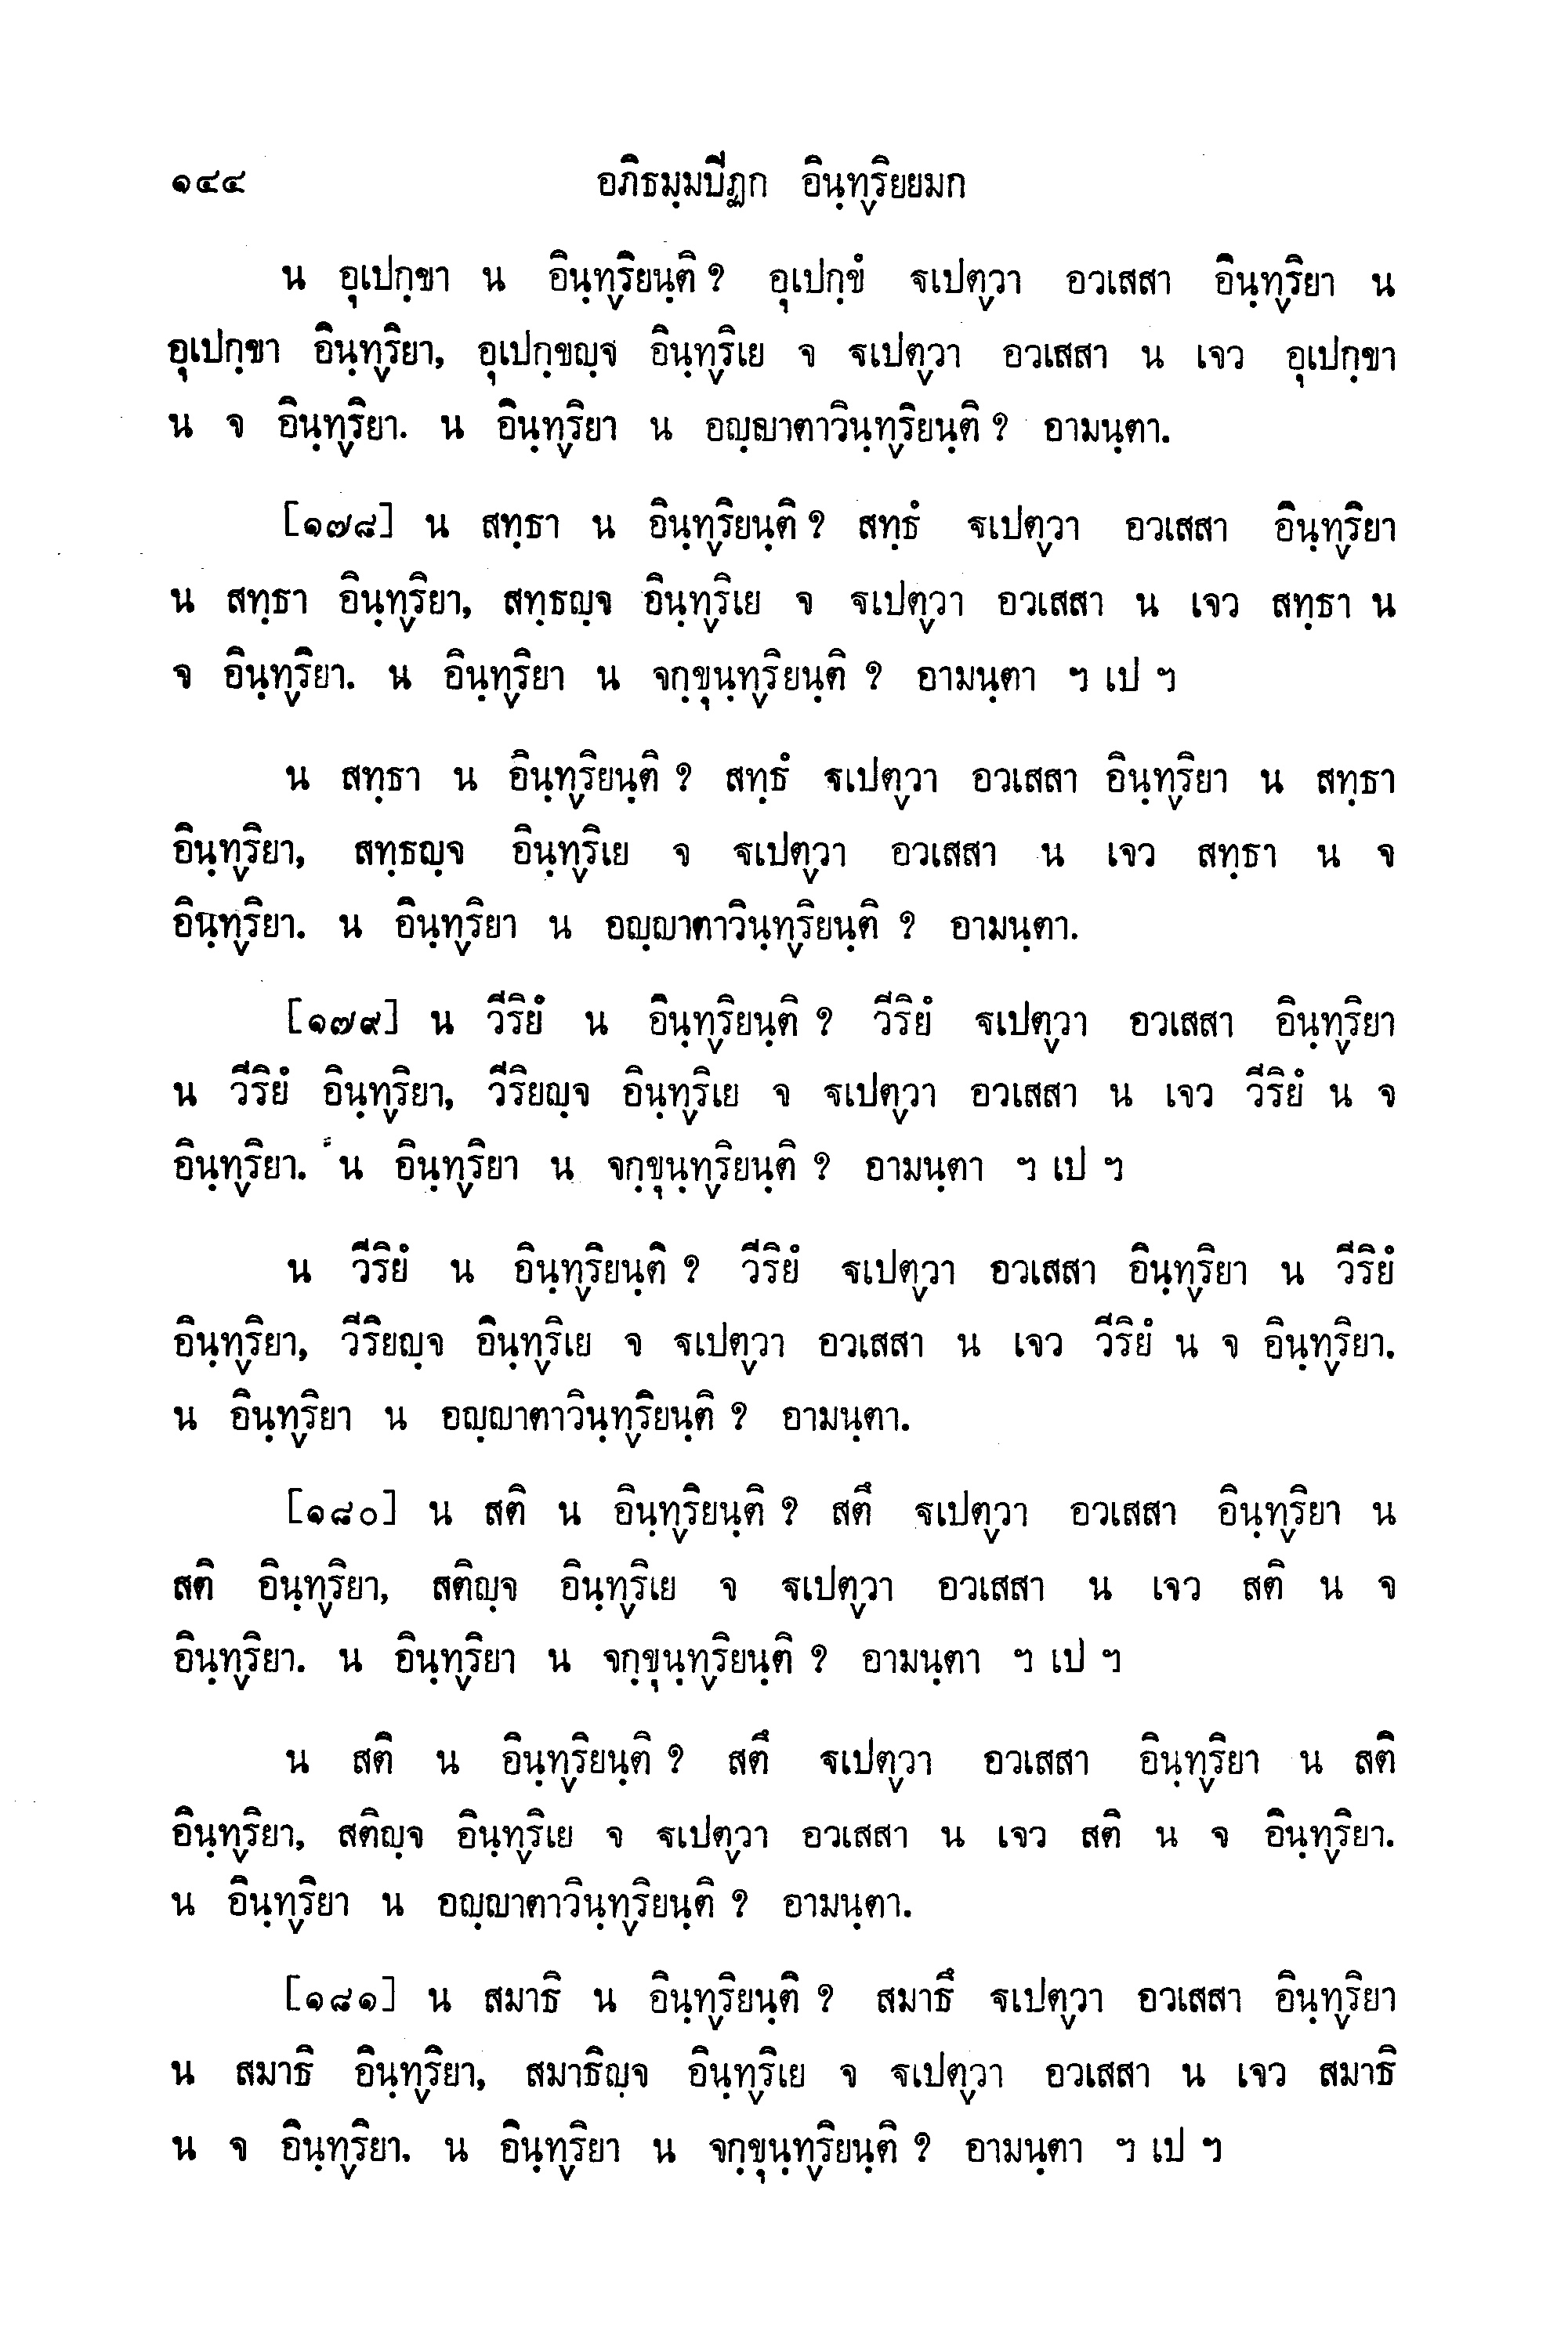 ๑๔๔ อภิธมฺมบีฏก อินฺท๎ริยยมก
น อุเปกฺขา น อินฺท๎ริยนฺติ ? อุเปกฺขํ ฐเปต๎วา อวเสสา อินฺท๎ริยา น
อุเปกฺขา อินฺท๎ริยา, อุเปกฺขญฺจ อินฺท๎ริเย จ ฐเปต๎วา อวเสสา น เจว อุเปกฺขา
น จ อินฺท๎ริยา. น อินฺท๎ริยา น อญฺญาตาวินฺท๎ริยนฺติ ? อามนฺตา.
[๑๗๘] น สทฺธา น อินฺท๎ริยนฺติ ? สทฺธํ ฐเปต๎วา อวเสสา อินฺท๎ริยา
น สทฺธา อินฺท๎ริยา, สทฺธญฺจ อินฺท๎ริเย จ ฐเปต๎วา อวเสสา น เจว สทฺธา น
จ อินฺท๎ริยา. น อินฺท๎ริยา น จกฺขุนฺท๎ริยนฺติ ? อามนฺตา ฯ เป ฯ
น สทฺธา น อินฺท๎ริยนฺติ ? สทฺธํ ฐเปต๎วา อวเสสา อินฺท๎ริยา น สทฺธา
อินฺท๎ริยา, สทฺธญฺจ อินฺท๎ริเย จ ฐเปต๎วา อวเสสา น เจว สทฺธา น จ
อินฺท๎ริยา. น อินฺท๎ริยา น อญฺญาตาวินฺท๎ริยนฺติ ? อามนฺตา.
[๑๗๙] น วีริยํ น อินฺท๎ริยนฺติ ? วีริยํ ฐเปต๎วา อวเสสา อินฺท๎ริยา
น วีริยํ อินฺท๎ริยา, วีริยญฺจ อินฺท๎ริเย จ ฐเปต๎วา อวเสสา น เจว วีริยํ น จ
อินฺท๎ริยา. น อินฺท๎ริยา น จกฺขุนฺท๎ริยนฺติ ? อามนฺตา ฯ เป ฯ
น วีริยํ น อินฺท๎ริยนฺติ ? วีริยํ ฐเปต๎วา อวเสสา อินฺท๎ริยา น วีริยํ
อินฺท๎ริยา, วีริยญฺจ อินฺท๎ริเย จ ฐเปต๎วา อวเสสา น เจว วีริยํ น จ อินฺท๎ริยา.
น อินฺท๎ริยา น อญฺญาตาวินฺท๎ริยนฺติ ? อามนฺตา.
[๑๘๐] น สติ น อินฺท๎ริยนฺติ ? สตึ ฐเปต๎วา อวเสสา อินฺท๎ริยา น
สติ อินฺท๎ริยา, สติญฺจ อินฺท๎ริเย จ ฐเปต๎วา อวเสสา น เจว สติ น จ
อินฺท๎ริยา. น อินฺท๎ริยา น จกฺขุนฺท๎ริยนฺติ ? อามนฺตา ฯ เป ฯ
น สติ น อินฺท๎ริยนฺติ ? สตึ ฐเปต๎วา อวเสสา อินฺท๎ริยา น สติ
อินฺท๎ริยา, สติญฺจ อินฺท๎ริเย จ ฐเปต๎วา อวเสสา น เจว สติ น จ อินฺท๎ริยา.
น อินฺท๎ริยา น อญฺญาตาวินฺท๎ริยนฺติ ? อามนฺตา.
[๑๘๑] น สมาธิ น อินฺท๎ริยนฺติ ? สมาธึ ฐเปต๎วา อวเสสา อินฺท๎ริยา
น สมาธิ อินฺท๎ริยา, สมาธิญฺจ อินฺท๎ริเย จ ฐเปต๎วา อวเสสา น เจว สมาธิ
น จ อินฺท๎ริยา. น อินฺท๎ริยา น จกฺขุนฺท๎ริยนฺติ ? อามนฺตา ฯ เป ฯ